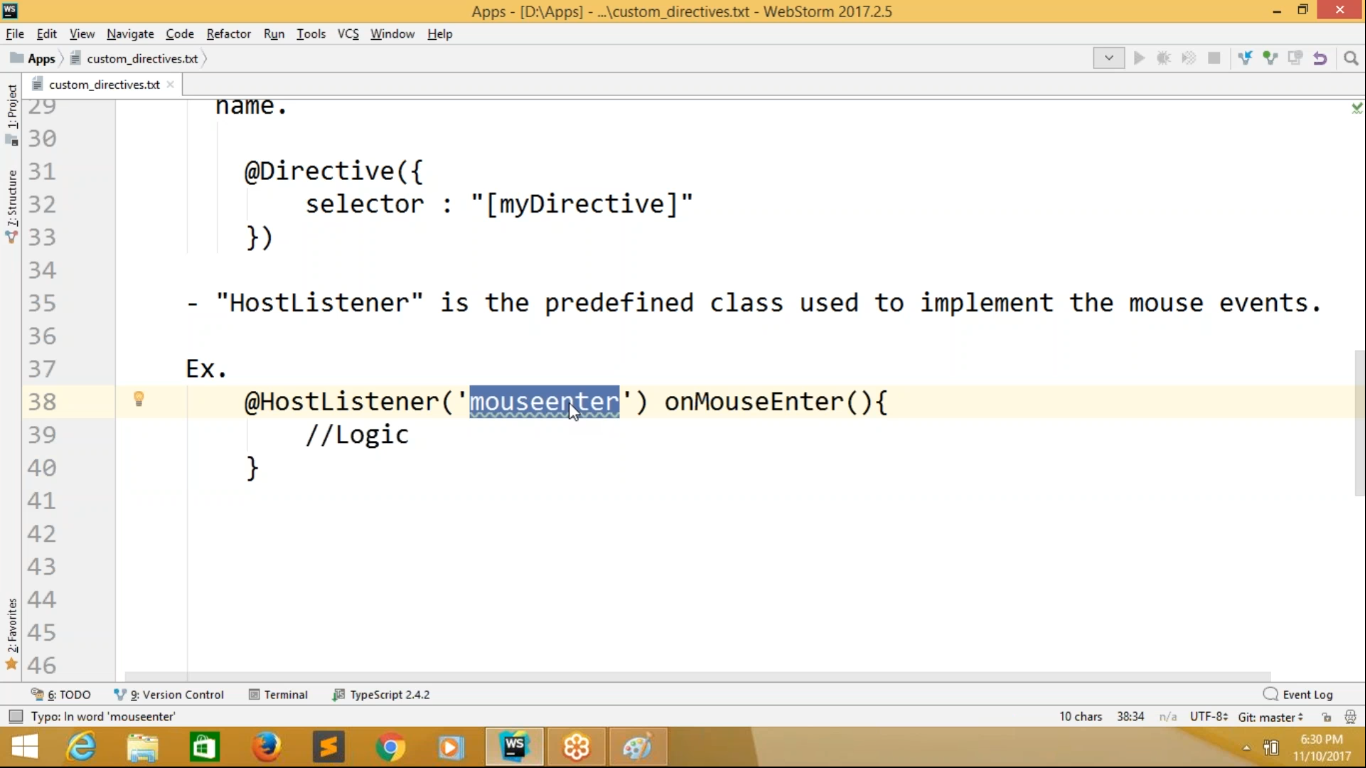 Apps - [D:\Apps] - ...\custom_directives.txt - WebStorm 2017.2.5
File Edit View Navigate Code Refactor Run Tools VCS Window Help
Apps custom_directives.txt
custom_directives.txt
1: Project
7: Structure
2: Favorites
29 name.
30
31 @Directive({
32 selector : "[myDirective]"
33 })
34
35 - "HostListener" is the predefined class used to implement the mouse events.
36
37 Ex.
38 @HostListener('mouseenter') onMouseEnter(){
39 //Logic
40 }
41
42
43
44
45
46
6: TODO 9: Version Control Terminal TypeScript 2.4.2 Event Log
Typo: In word 'mouseenter' 10 chars 38:34 n/a UTF-8 Git: master
WS
6:30 PM
11/10/2017